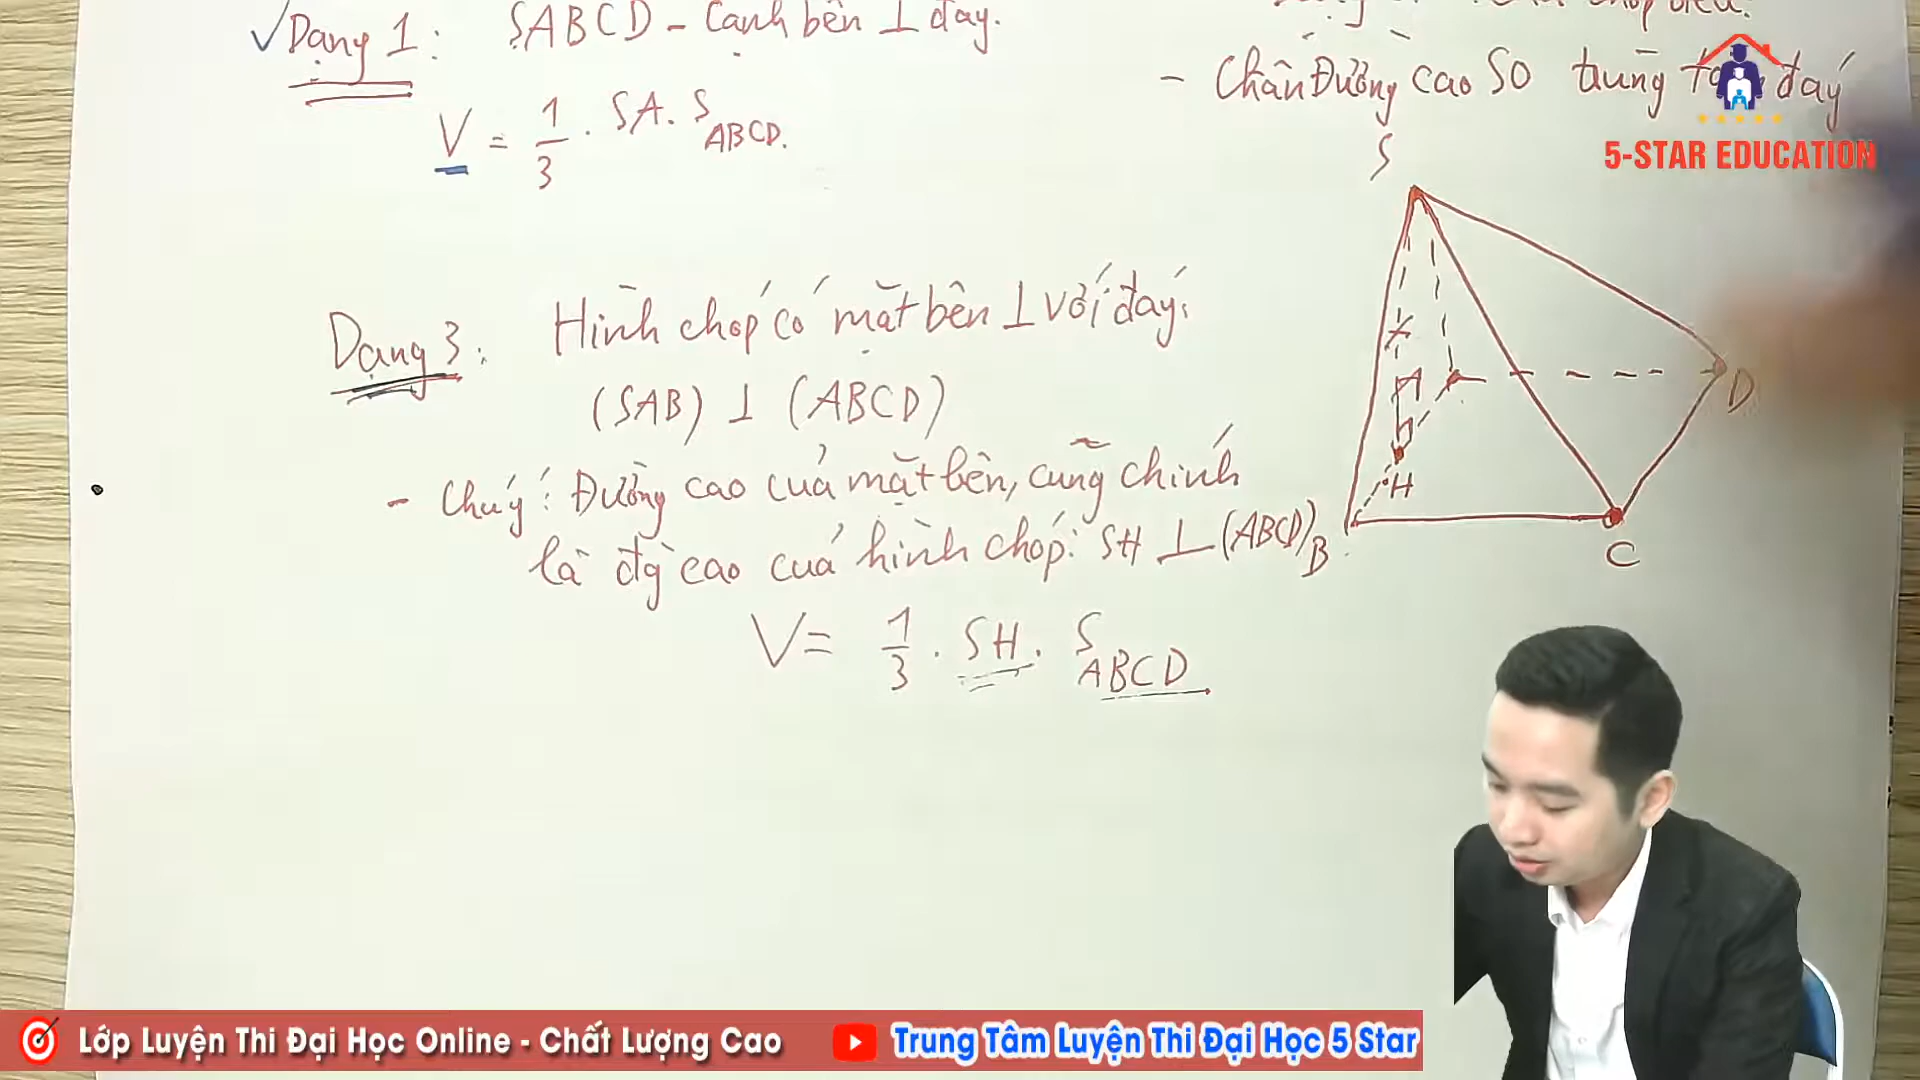 ✓Dạng 1: SABCD - Cạnh bên ⊥ đáy.
V = 1/3 . SA. S ABCD.
- Chân Đường cao SO trùng tâm đáy
5-STAR EDUCATION
S
Dạng 3: Hình chóp có mặt bên ⊥ với đáy.
(SAB) ⊥ (ABCD)
A
D
H
- Chú ý: Đường cao của mặt bên, cũng chính
là đg cao của hình chóp: SH ⊥ (ABCD)
B
C
V = 1/3 . SH . S ABCD
Lớp Luyện Thi Đại Học Online - Chất Lượng Cao
Trung Tâm Luyện Thi Đại Học 5 Star